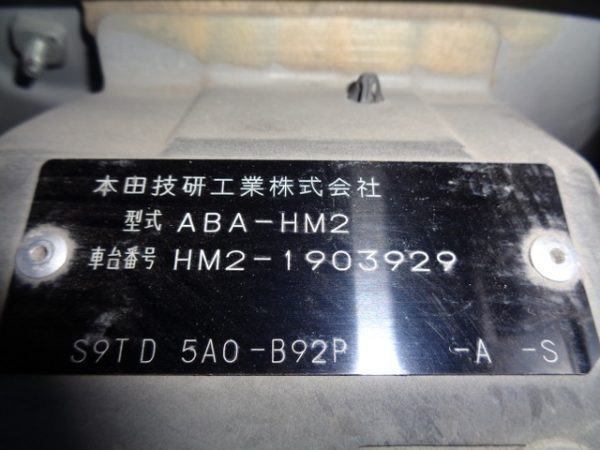 本田技研工業株式会社
型式 ABA-HM2
車台番号 HM2-1903929
S9TD 5A0-B92P -A -S